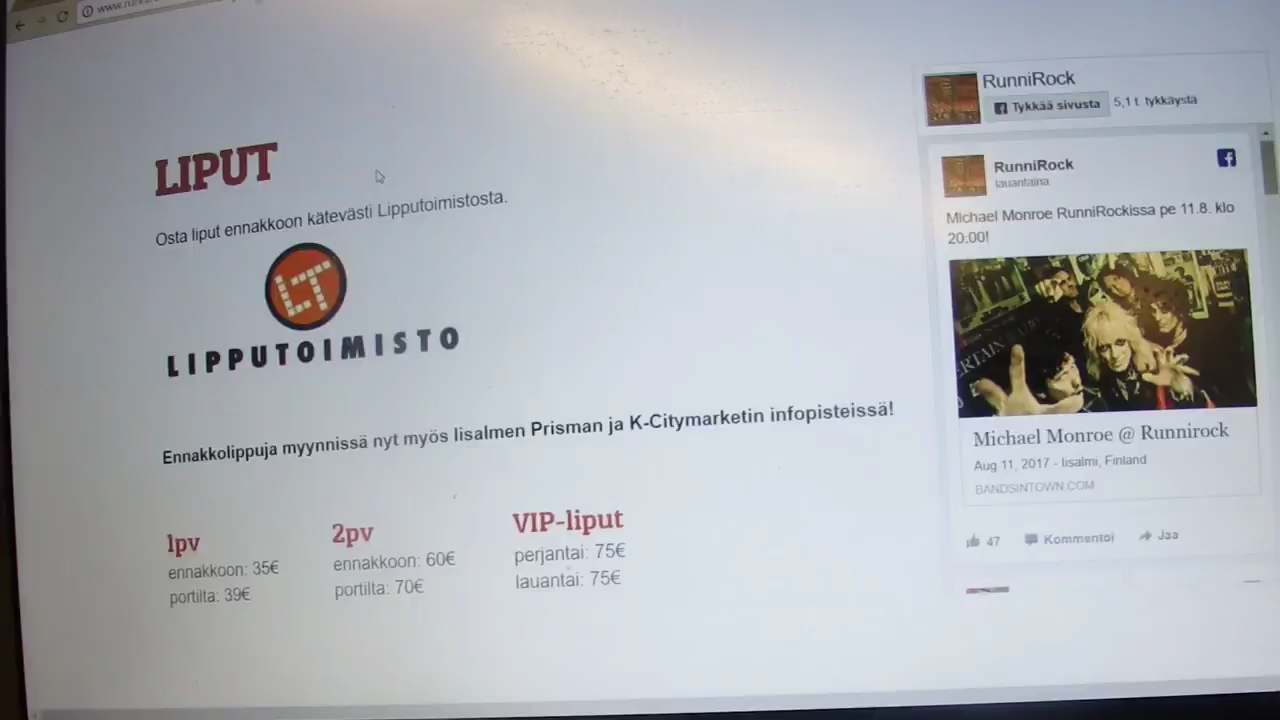 LIPUT
Osta liput ennakkoon kätevästi Lipputoimistosta.
LT
LIPPUTOIMISTO
Ennakkolippuja myynnissä nyt myös Iisalmen Prisman ja K-Citymarketin infopisteissä!
1pv
ennakkoon: 35€
portilta: 39€
2pv
ennakkoon: 60€
portilta: 70€
VIP-liput
perjantai: 75€
lauantai: 75€
RunniRock
Tykkää sivusta
5,1 t. tykkäystä
RunniRock
lauantaina
Michael Monroe RunniRockissa pe 11.8. klo
20:00!
Michael Monroe @ Runnirock
Aug 11, 2017 - Iisalmi, Finland
BANDSINTOWN.COM
47
Kommentoi
Jaa